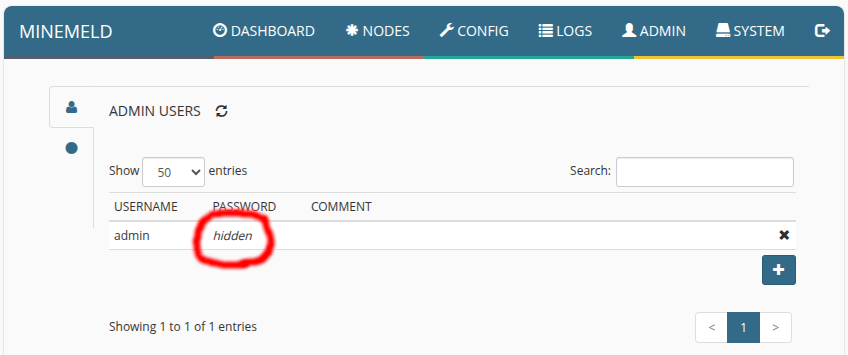 MINEMELD DASHBOARD NODES CONFIG LOGS ADMIN SYSTEM
ADMIN USERS
Show 50 entries Search:
USERNAME PASSWORD COMMENT
admin hidden
Showing 1 to 1 of 1 entries < 1 >